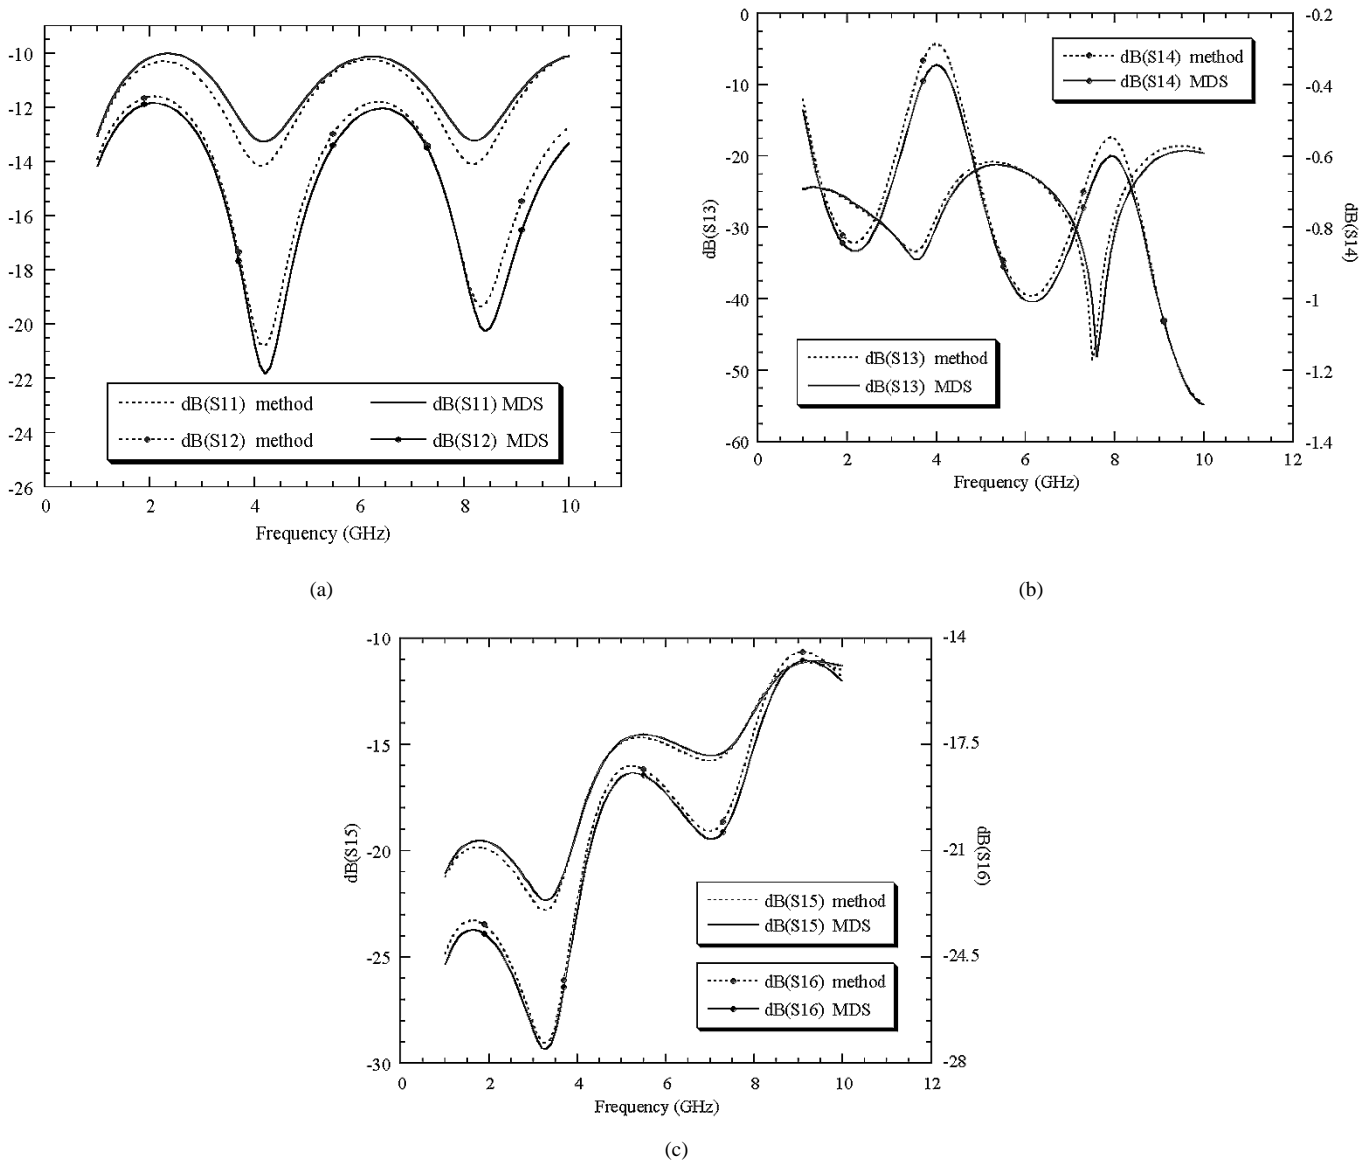 -10
-12
-14
-16
-18
-20
-22
-24
-26
0
2
4
6
8
10
Frequency (GHz)
dB(S11) method
dB(S11) MDS
dB(S12) method
dB(S12) MDS
(a)
0
-10
-20
-30
-40
-50
-60
dB(S13)
-0.2
-0.4
-0.6
-0.8
-1
-1.2
-1.4
dB(S14)
0
2
4
6
8
10
12
Frequency (GHz)
dB(S14) method
dB(S14) MDS
dB(S13) method
dB(S13) MDS
(b)
-10
-15
-20
-25
-30
dB(S15)
-14
-17.5
-21
-24.5
-28
dB(S16)
0
2
4
6
8
10
12
Frequency (GHz)
dB(S15) method
dB(S15) MDS
dB(S16) method
dB(S16) MDS
(c)